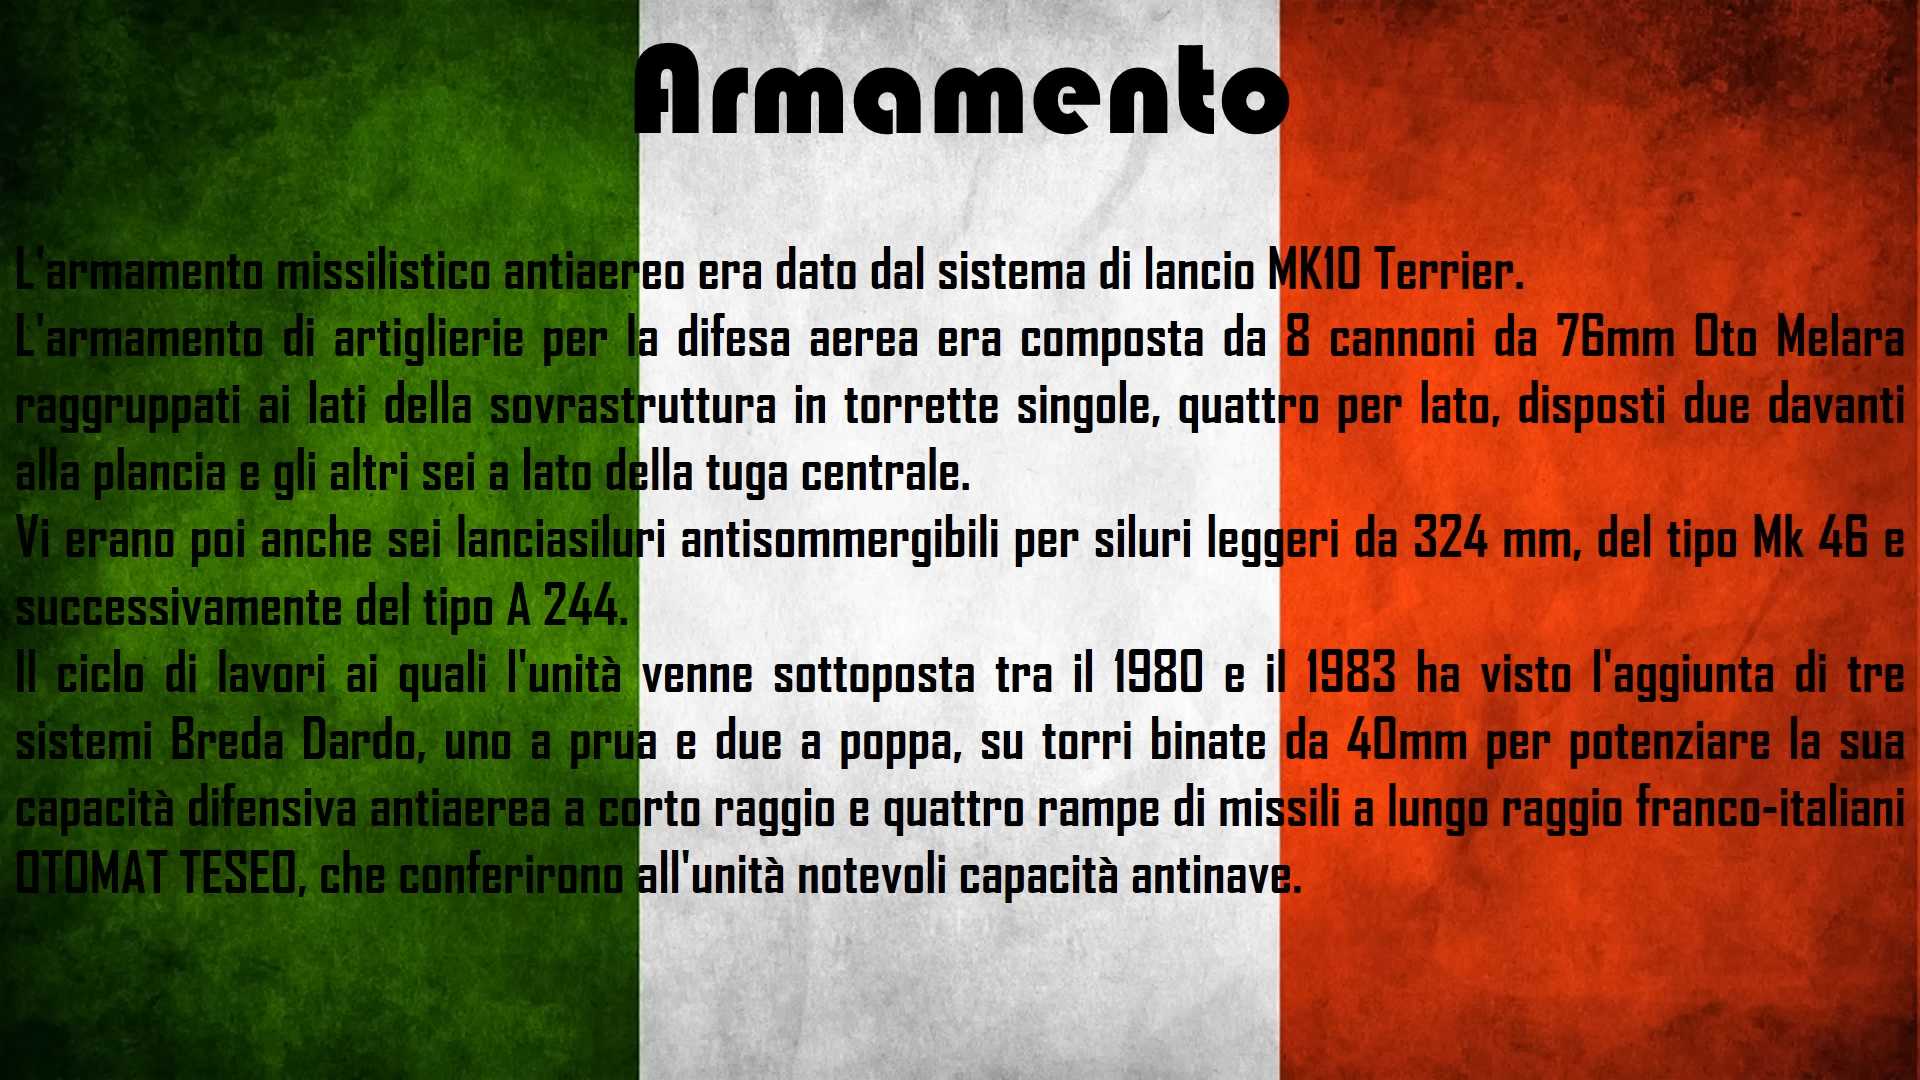 Armamento
L'armamento missilistico antiaereo era dato dal sistema di lancio MK10 Terrier.
L'armamento di artiglierie per la difesa aerea era composta da 8 cannoni da 76mm Oto Melara
raggruppati ai lati della sovrastruttura in torrette singole, quattro per lato, disposti due davanti
alla plancia e gli altri sei a lato della tuga centrale.
Vi erano poi anche sei lanciasiluri antisommergibili per siluri leggeri da 324 mm, del tipo Mk 46 e
successivamente del tipo A 244.
Il ciclo di lavori ai quali l'unità venne sottoposta tra il 1980 e il 1983 ha visto l'aggiunta di tre
sistemi Breda Dardo, uno a prua e due a poppa, su torri binate da 40mm per potenziare la sua
capacità difensiva antiaerea a corto raggio e quattro rampe di missili a lungo raggio franco-italiani
OTOMAT TESEO, che conferirono all'unità notevoli capacità antinave.